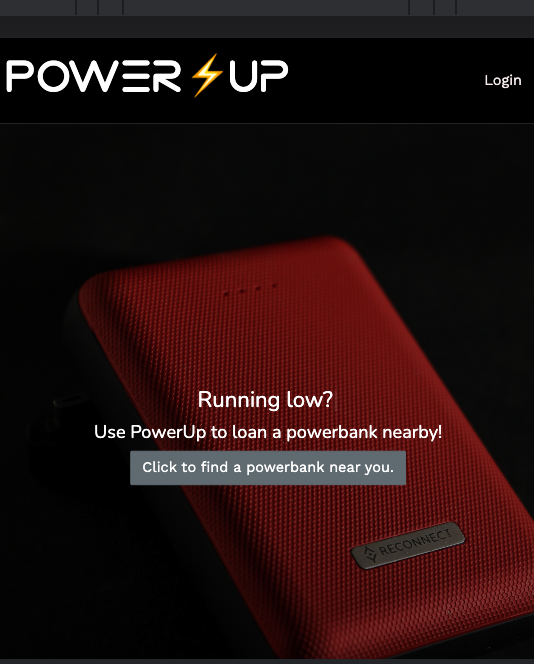 POWER⚡UP
Login
Running low?
Use PowerUp to loan a powerbank nearby!
Click to find a powerbank near you.
RECONNECT